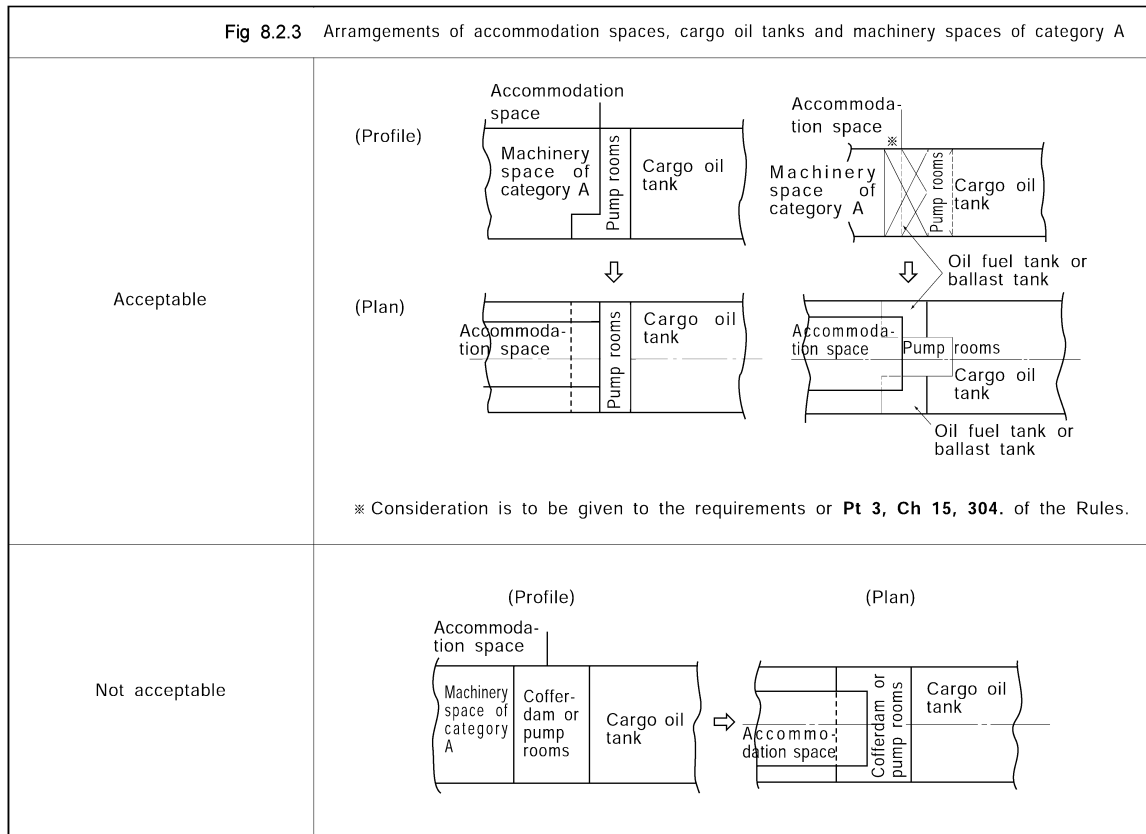 Fig 8.2.3 Arramgements of accommodation spaces, cargo oil tanks and machinery spaces of category A
Acceptable
(Profile)
Accommodation
space
Machinery
space of
category A
Pump rooms
Cargo oil
tank
Accommoda-
tion space
※
Machinery
space of
category A
Pump rooms
Cargo oil
tank
Oil fuel tank or
ballast tank
(Plan)
Accommoda-
tion space
Pump rooms
Cargo oil
tank
Accommoda-
tion space
Pump rooms
Cargo oil
tank
Oil fuel tank or
ballast tank
※ Consideration is to be given to the requirements or Pt 3, Ch 15, 304. of the Rules.
Not acceptable
(Profile)
Accommoda-
tion space
Machinery
space of
category
A
Coffer-
dam or
pump
rooms
Cargo oil
tank
(Plan)
Accommo-
dation space
Cofferdam or
pump rooms
Cargo oil
tank